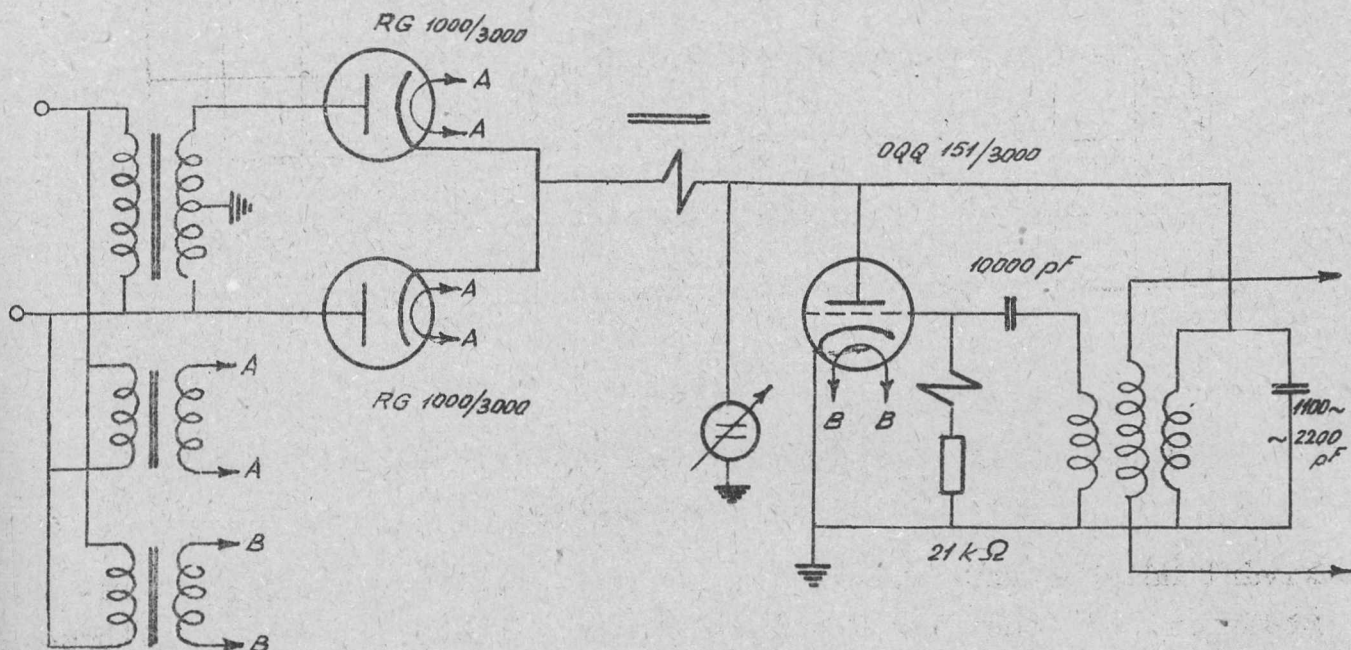 RG 1000/3000
A
A
OQQ 151/3000
10000 pF
A
A
RG 1000/3000
A
A
B B
1100~
~2200
pF
21 kΩ
B
B